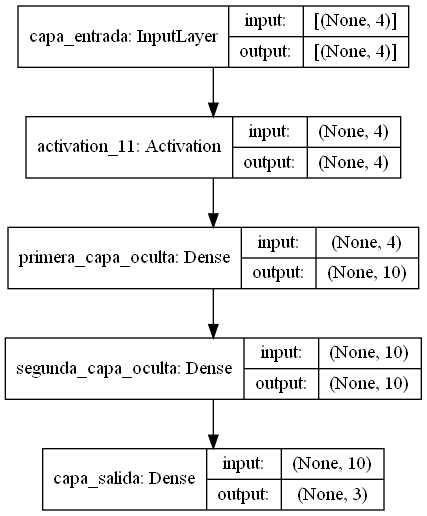 capa_entrada: InputLayer
input: [(None, 4)]
output: [(None, 4)]
activation_11: Activation
input: (None, 4)
output: (None, 4)
primera_capa_oculta: Dense
input: (None, 4)
output: (None, 10)
segunda_capa_oculta: Dense
input: (None, 10)
output: (None, 10)
capa_salida: Dense
input: (None, 10)
output: (None, 3)